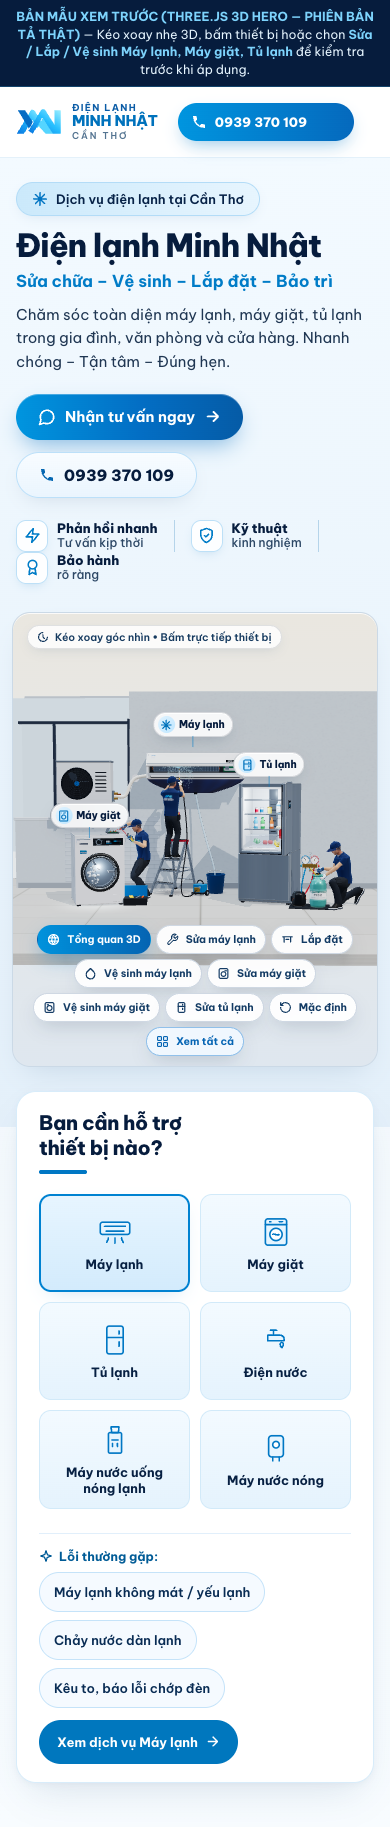 BẢN MẪU XEM TRƯỚC (THREE.JS 3D HERO — PHIÊN BẢN
TẢ THẬT) — Kéo xoay nhẹ 3D, bấm thiết bị hoặc chọn Sửa
/ Lắp / Vệ sinh Máy lạnh, Máy giặt, Tủ lạnh để kiểm tra
trước khi áp dụng.
ĐIỆN LẠNH
MINH NHẬT
CẦN THƠ
0939 370 109
Dịch vụ điện lạnh tại Cần Thơ
Điện lạnh Minh Nhật
Sửa chữa – Vệ sinh – Lắp đặt – Bảo trì
Chăm sóc toàn diện máy lạnh, máy giặt, tủ lạnh
trong gia đình, văn phòng và cửa hàng. Nhanh
chóng – Tận tâm – Đúng hẹn.
Nhận tư vấn ngay
0939 370 109
Phản hồi nhanh
Tư vấn kịp thời
Kỹ thuật
kinh nghiệm
Bảo hành
rõ ràng
Kéo xoay góc nhìn • Bấm trực tiếp thiết bị
Máy lạnh
Tủ lạnh
Máy giặt
Tổng quan 3D
Sửa máy lạnh
Lắp đặt
Vệ sinh máy lạnh
Sửa máy giặt
Vệ sinh máy giặt
Sửa tủ lạnh
Mặc định
Xem tất cả
Bạn cần hỗ trợ
thiết bị nào?
Máy lạnh
Máy giặt
Tủ lạnh
Điện nước
Máy nước uống
nóng lạnh
Máy nước nóng
Lỗi thường gặp:
Máy lạnh không mát / yếu lạnh
Chảy nước dàn lạnh
Kêu to, báo lỗi chớp đèn
Xem dịch vụ Máy lạnh